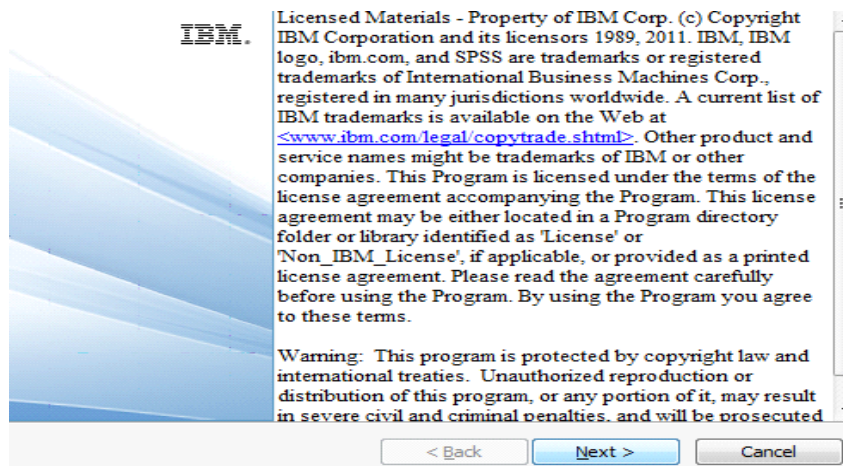 IBM.
Licensed Materials - Property of IBM Corp. (c) Copyright
IBM Corporation and its licensors 1989, 2011. IBM, IBM
logo, ibm.com, and SPSS are trademarks or registered
trademarks of International Business Machines Corp.,
registered in many jurisdictions worldwide. A current list of
IBM trademarks is available on the Web at
<www.ibm.com/legal/copytrade.shtml>. Other product and
service names might be trademarks of IBM or other
companies. This Program is licensed under the terms of the
license agreement accompanying the Program. This license
agreement may be either located in a Program directory
folder or library identified as 'License' or
'Non_IBM_License', if applicable, or provided as a printed
license agreement. Please read the agreement carefully
before using the Program. By using the Program you agree
to these terms.
Warning:  This program is protected by copyright law and
international treaties.  Unauthorized reproduction or
distribution of this program, or any portion of it, may result
in severe civil and criminal penalties, and will be prosecuted
< Back Next > Cancel